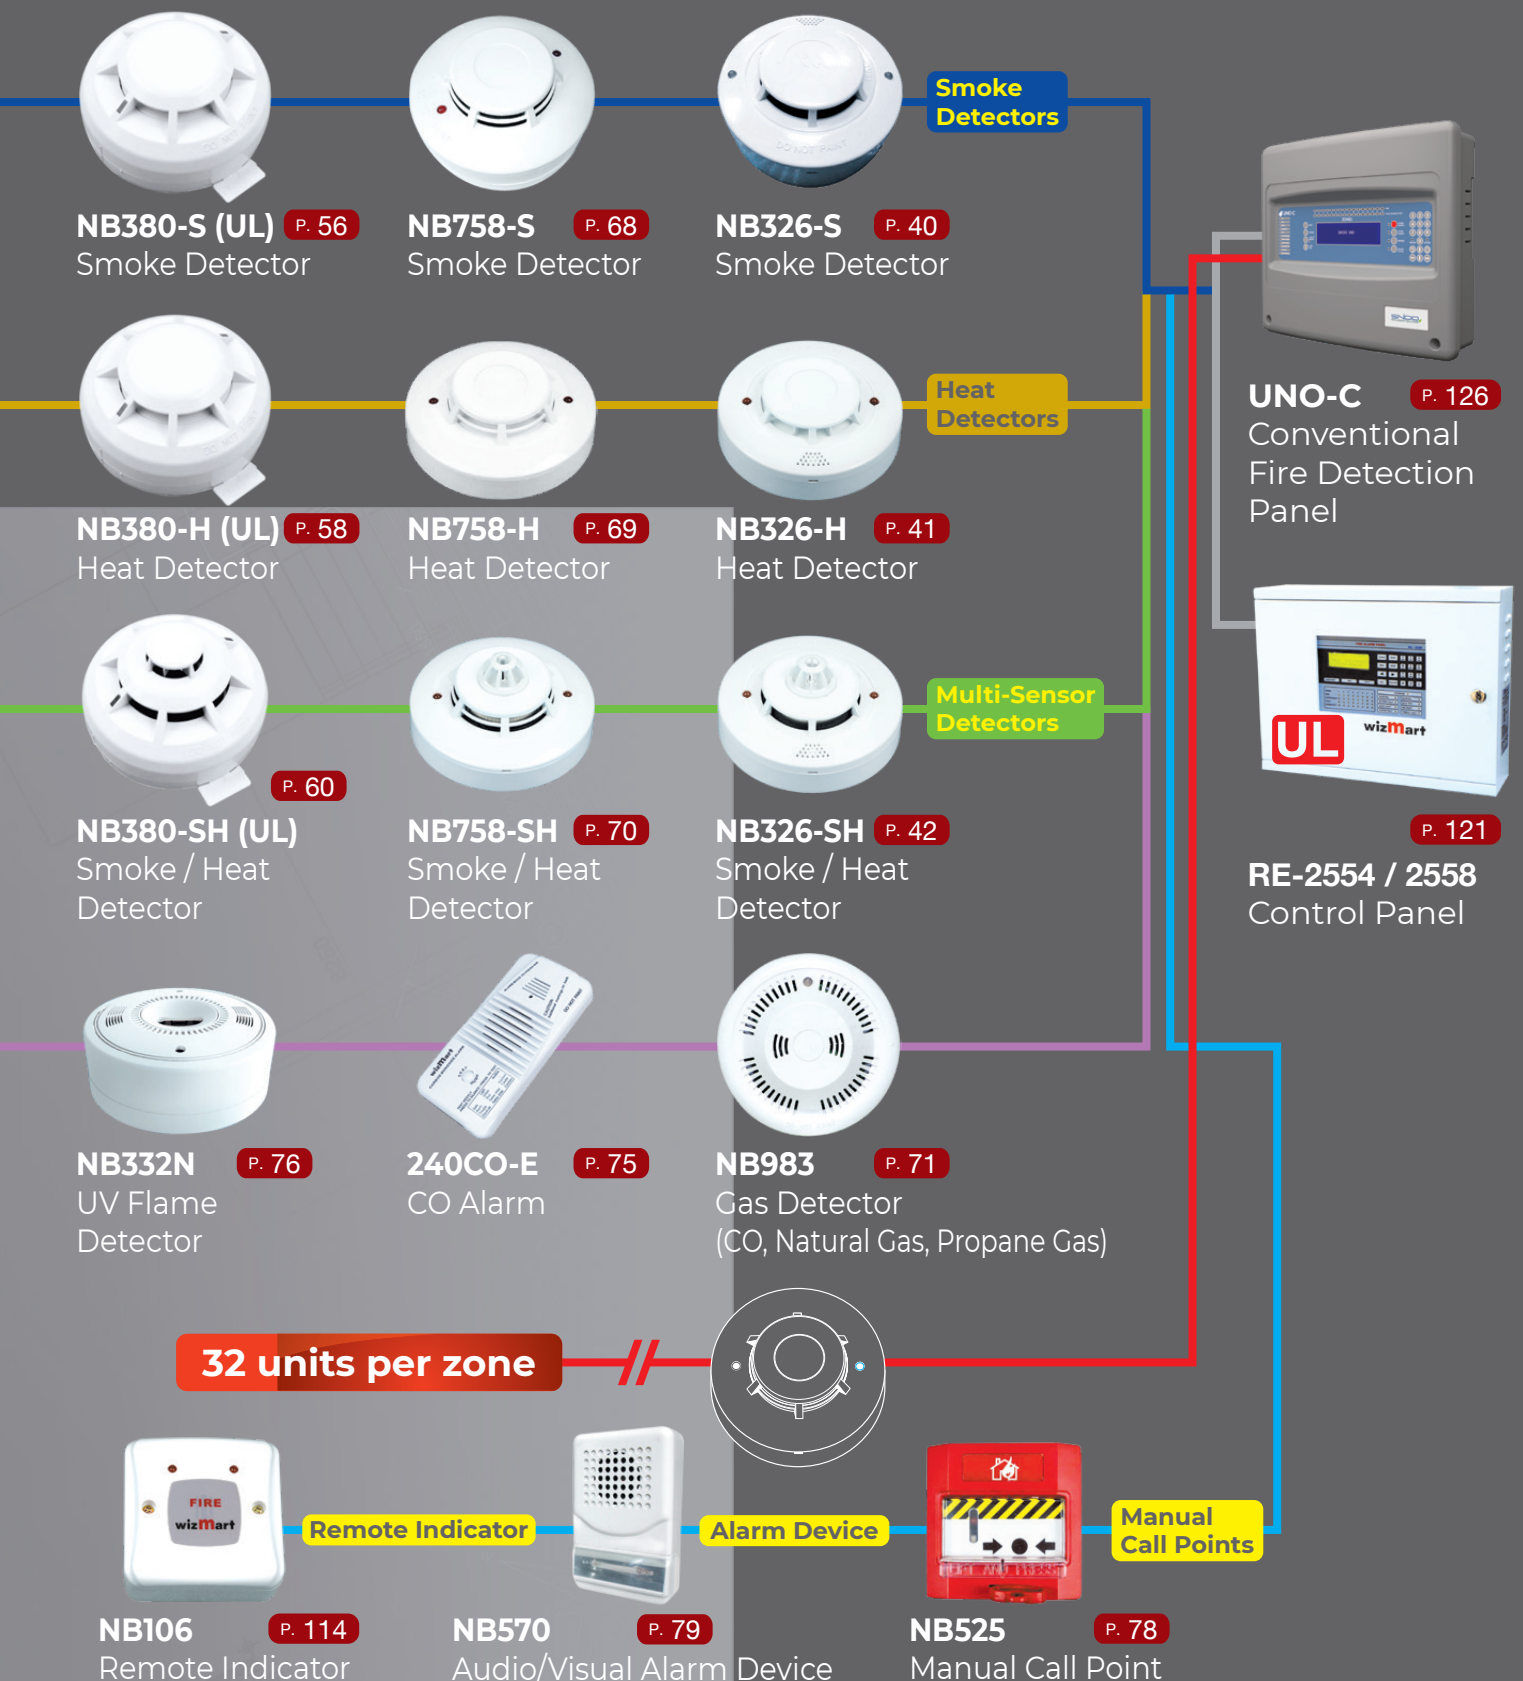 Smoke
Detectors
NB380-S (UL) P. 56
Smoke Detector
NB758-S P. 68
Smoke Detector
NB326-S P. 40
Smoke Detector
DO NOT PAINT
Heat
Detectors
UNO-C P. 126
Conventional
Fire Detection
Panel
NB380-H (UL) P. 58
Heat Detector
NB758-H P. 69
Heat Detector
NB326-H P. 41
Heat Detector
Multi-Sensor
Detectors
UL
wizmart
P. 60
NB380-SH (UL)
Smoke / Heat
Detector
NB758-SH P. 70
Smoke / Heat
Detector
NB326-SH P. 42
Smoke / Heat
Detector
P. 121
RE-2554 / 2558
Control Panel
wizmart
NB332N P. 76
UV Flame
Detector
240CO-E P. 75
CO Alarm
NB983 P. 71
Gas Detector
(CO, Natural Gas, Propane Gas)
32 units per zone
FIRE
wizmart
Remote Indicator
Alarm Device
Manual
Call Points
NB106 P. 114
Remote Indicator
NB570 P. 79
Audio/Visual Alarm Device
NB525 P. 78
Manual Call Point